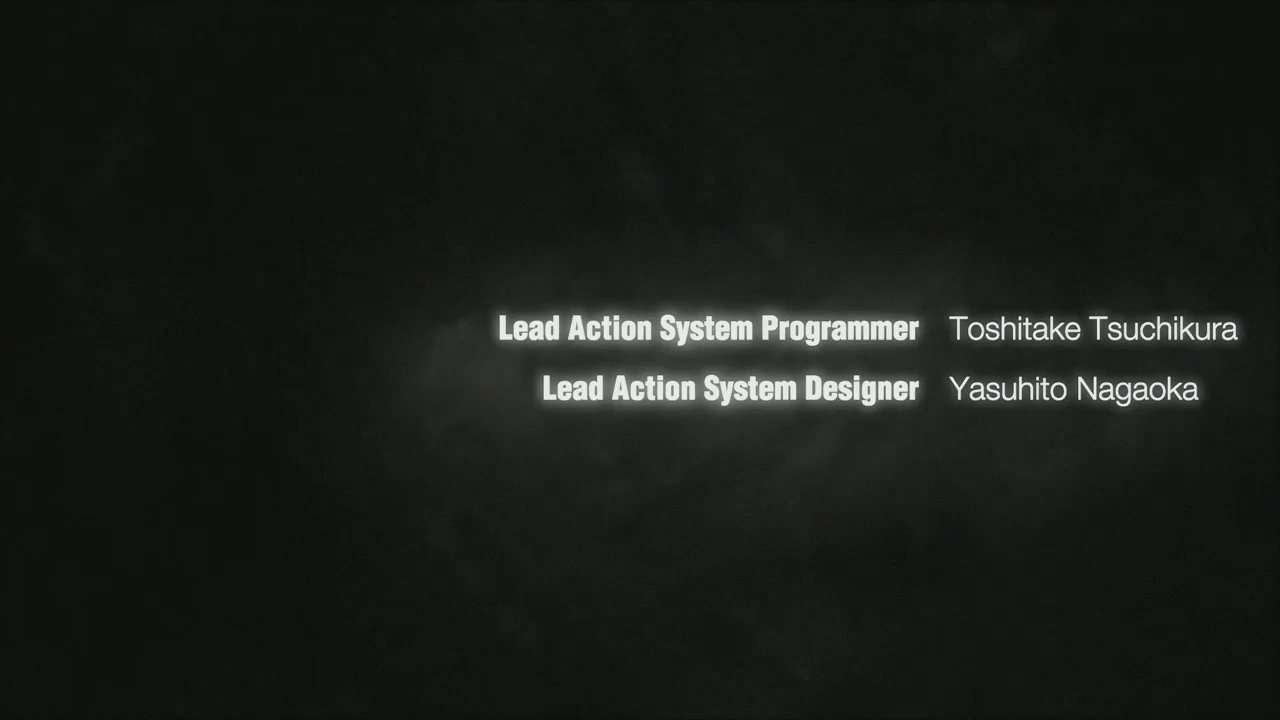 Lead Action System Programmer Toshitake Tsuchikura
Lead Action System Designer Yasuhito Nagaoka